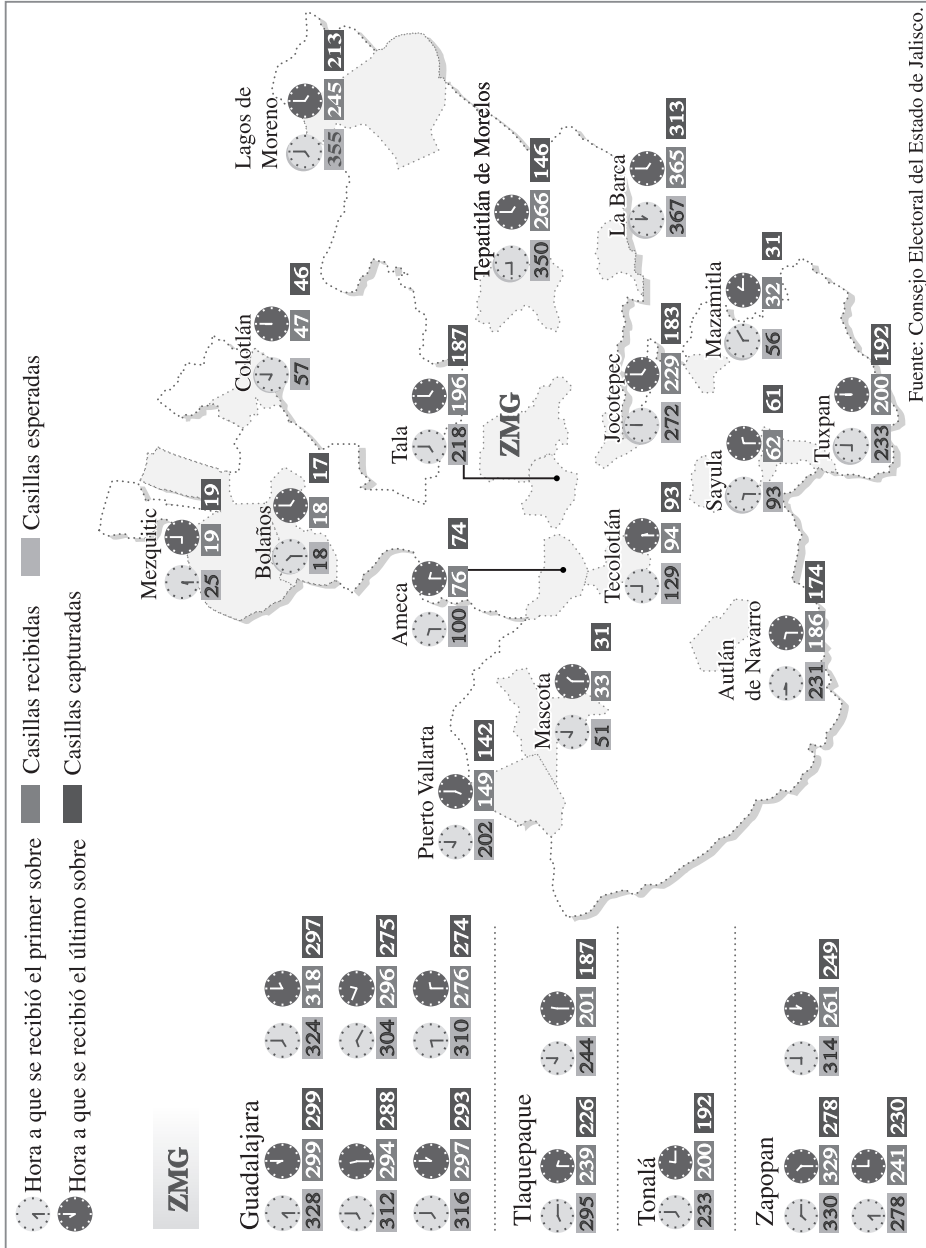 Hora a que se recibió el primer sobre
Casillas recibidas
Casillas esperadas
Hora a que se recibió el último sobre
Casillas capturadas
ZMG
Guadalajara
328 299 299
324 318 297
312 294 288
304 296 275
316 297 293
310 276 274
Tlaquepaque
295 239 226
244 201 187
Tonalá
233 200 192
Zapopan
330 329 278
314 261 249
278 241 230
Mezquitic
25 19 19
Bolaños
18 18 17
Colotlán
57 47 46
Lagos de
Moreno
355 245 213
Puerto Vallarta
202 149 142
Ameca
100 76 74
Tala
218 196 187
ZMG
Tepatitlán de Morelos
350 266 146
Mascota
51 33 31
Tecolotlán
129 94 93
Jocotepec
272 229 183
La Barca
367 365 313
Autlán
de Navarro
231 186 174
Sayula
93 62 61
Mazamitla
56 32 31
Tuxpan
233 200 192
Fuente: Consejo Electoral del Estado de Jalisco.